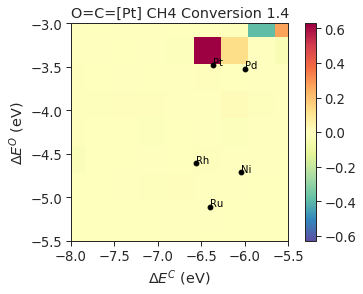 O=C=[Pt] CH4 Conversion 1.4
−3.0
−3.5
−4.0
−4.5
−5.0
−5.5
ΔE^O (eV)
Pt
Pd
Rh
Ni
Ru
−8.0 −7.5 −7.0 −6.5 −6.0 −5.5
ΔE^C (eV)
0.6
0.4
0.2
0.0
−0.2
−0.4
−0.6